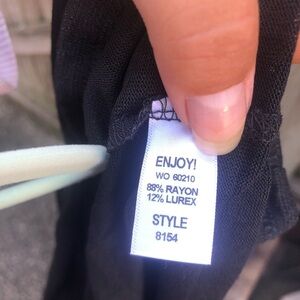 ENJOY!
WO 60210
88% RAYON
12% LUREX
STYLE
8154